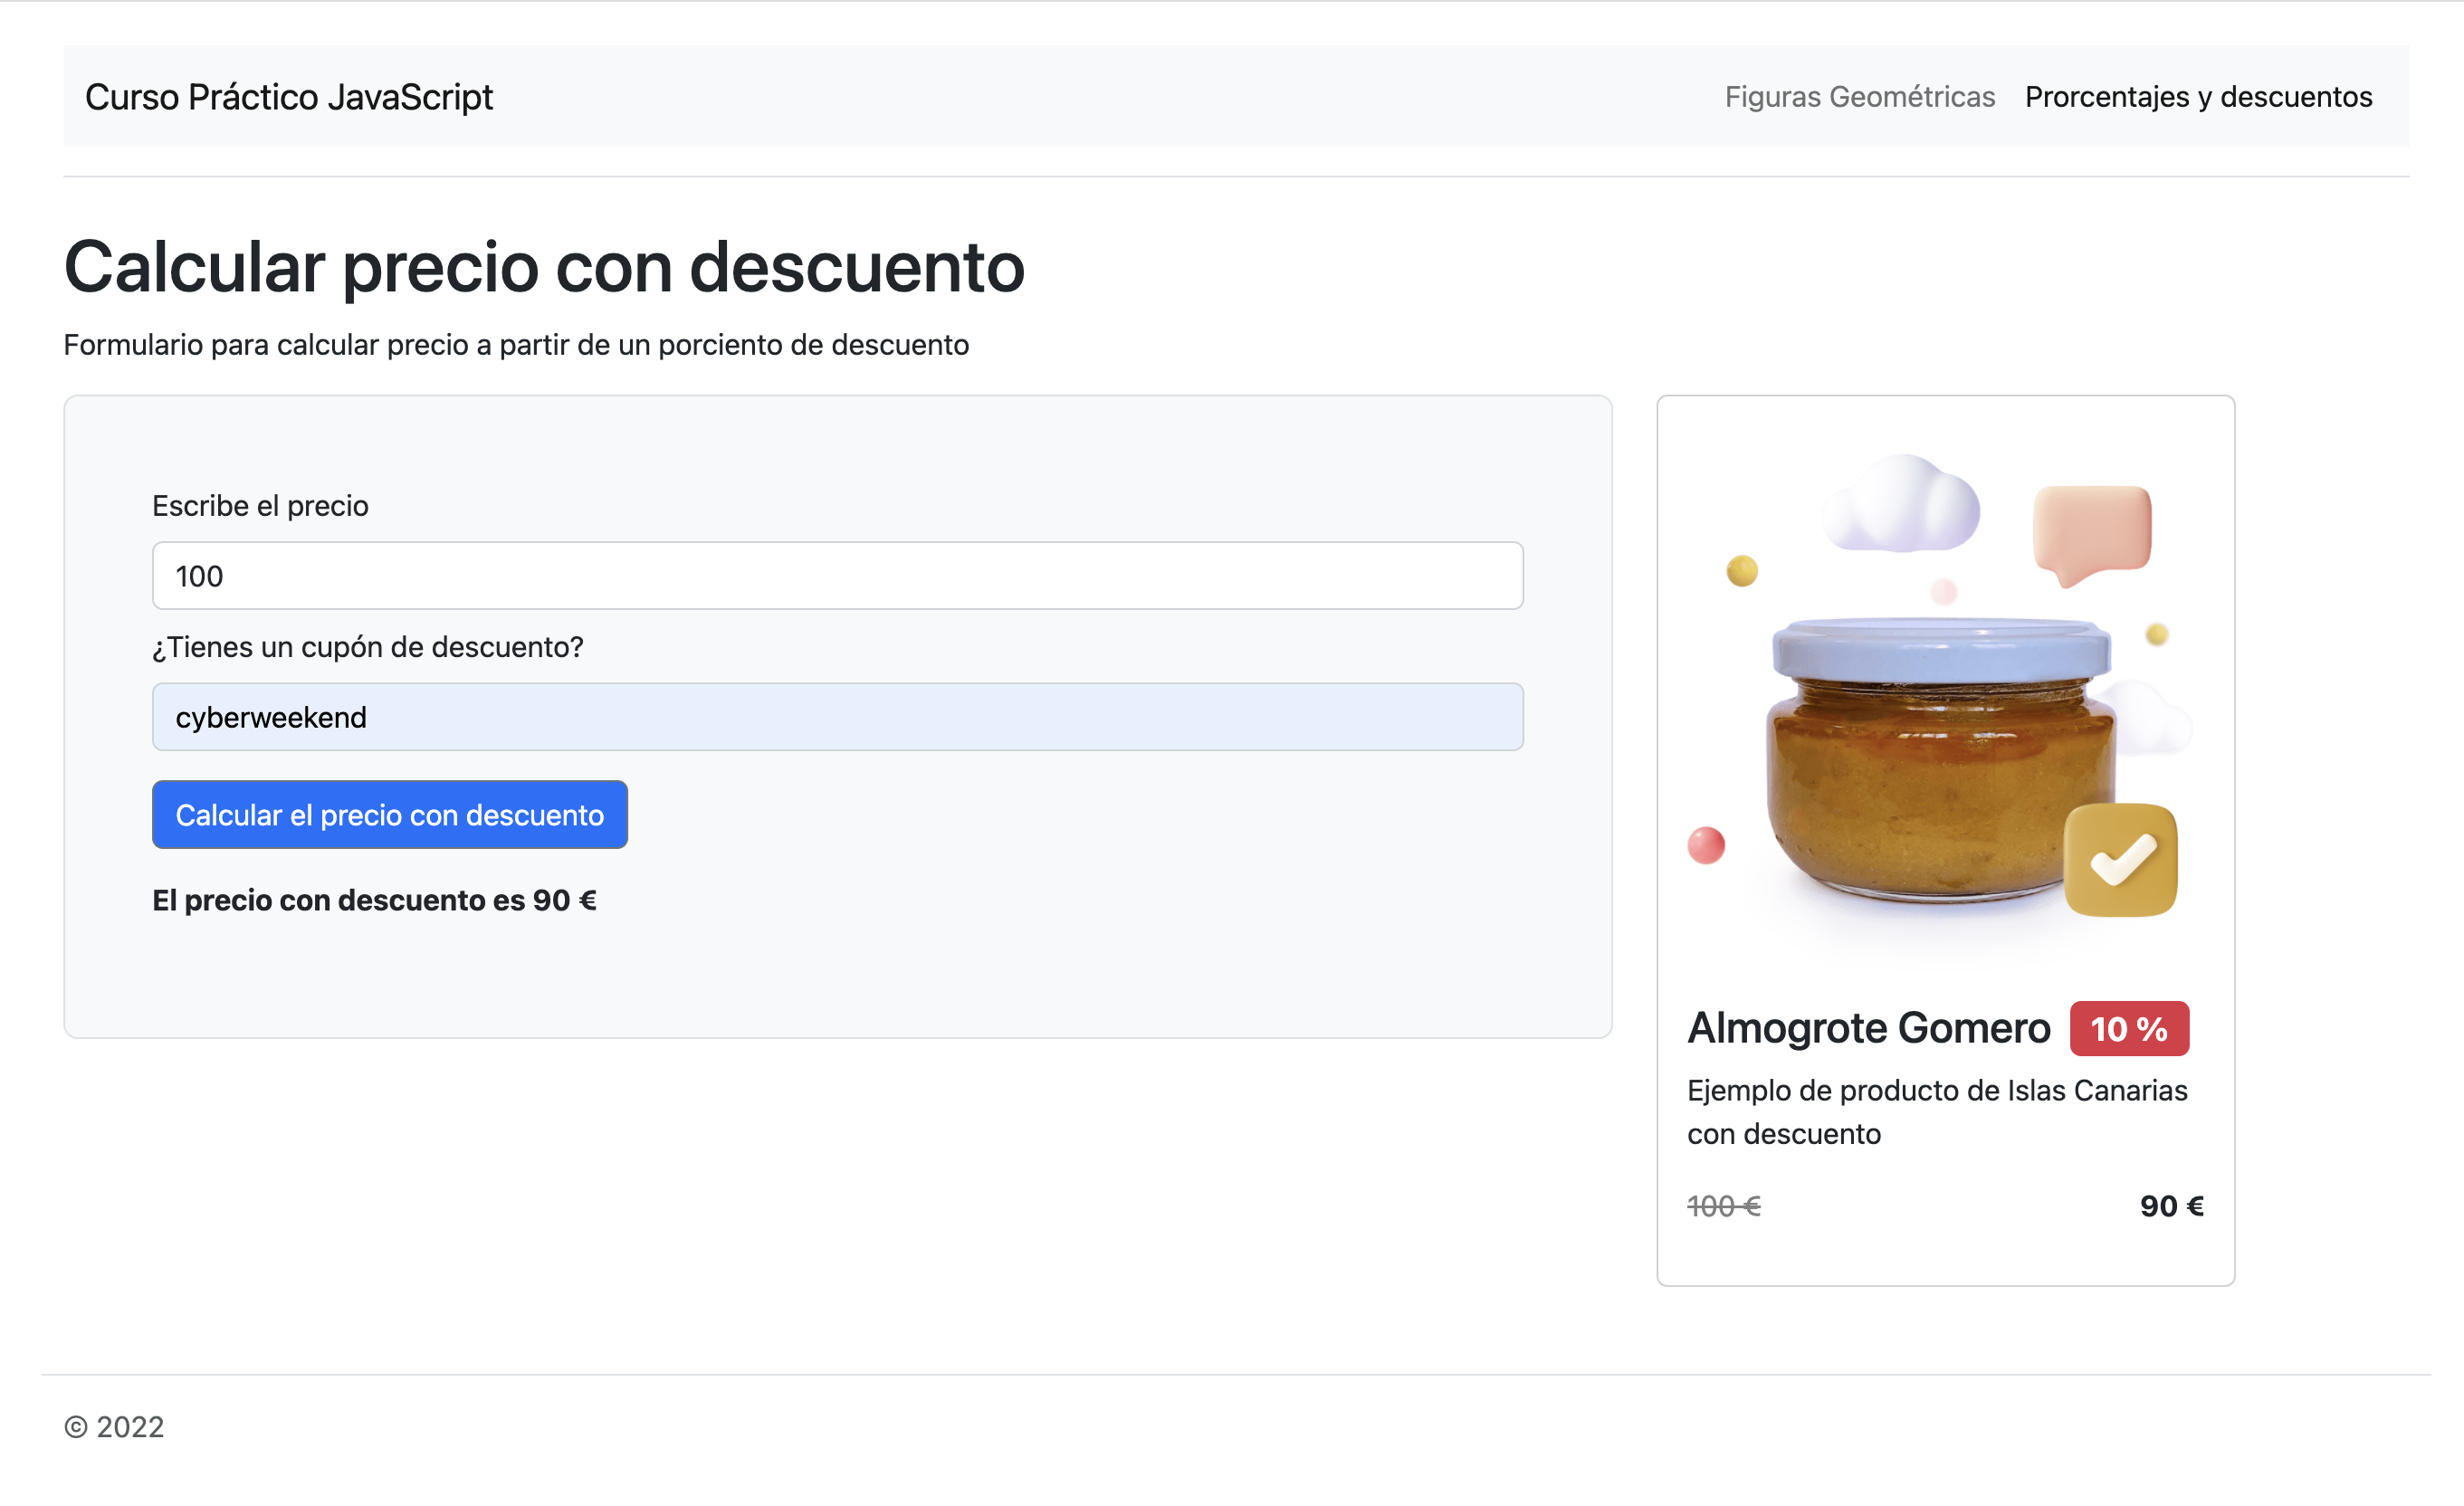 Curso Práctico JavaScript
Figuras Geométricas
Prorcentajes y descuentos
Calcular precio con descuento
Formulario para calcular precio a partir de un porciento de descuento
Escribe el precio
100
¿Tienes un cupón de descuento?
cyberweekend
Calcular el precio con descuento
El precio con descuento es 90 €
Almogrote Gomero 10 %
Ejemplo de producto de Islas Canarias
con descuento
100 €
90 €
© 2022